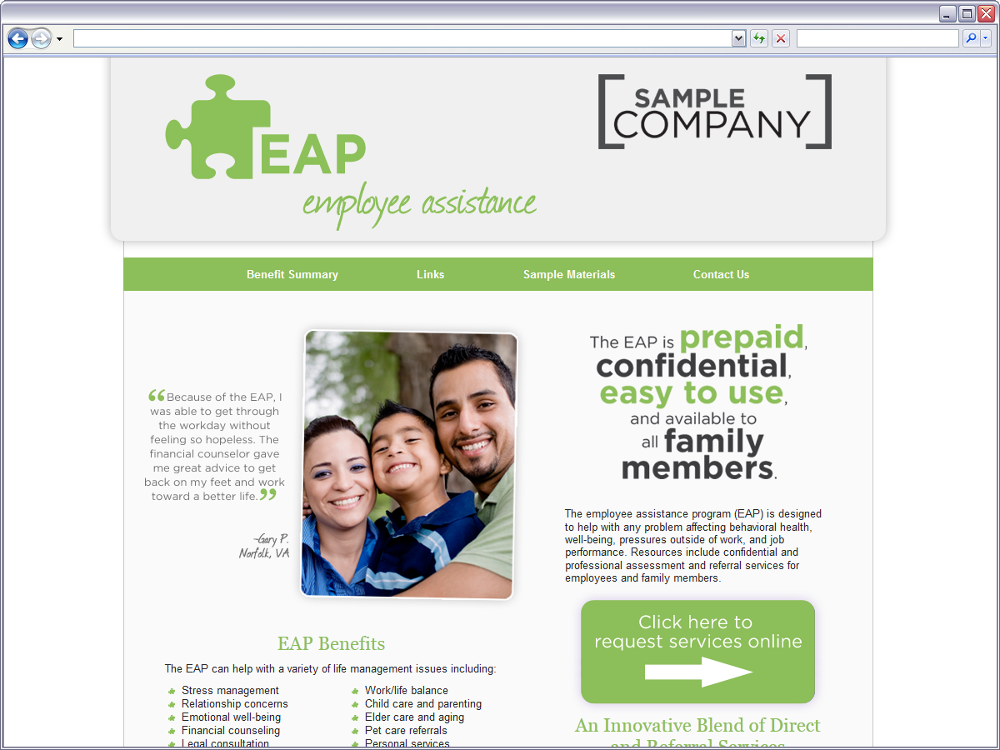 SAMPLE
COMPANY
EAP
employee assistance
Benefit Summary
Links
Sample Materials
Contact Us
“Because of the EAP, I
was able to get through
the workday without
feeling so hopeless. The
financial counselor gave
me great advice to get
back on my feet and work
toward a better life.”
~Gary P.
Norfolk, VA
The EAP is prepaid,
confidential,
easy to use,
and available to
all family
members.
The employee assistance program (EAP) is designed
to help with any problem affecting behavioral health,
well-being, pressures outside of work, and job
performance. Resources include confidential and
professional assessment and referral services for
employees and family members.
Click here to
request services online
EAP Benefits
The EAP can help with a variety of life management issues including:
Stress management
Relationship concerns
Emotional well-being
Financial counseling
Legal consultation
Work/life balance
Child care and parenting
Elder care and aging
Pet care referrals
Personal services
An Innovative Blend of Direct
and Referral Services